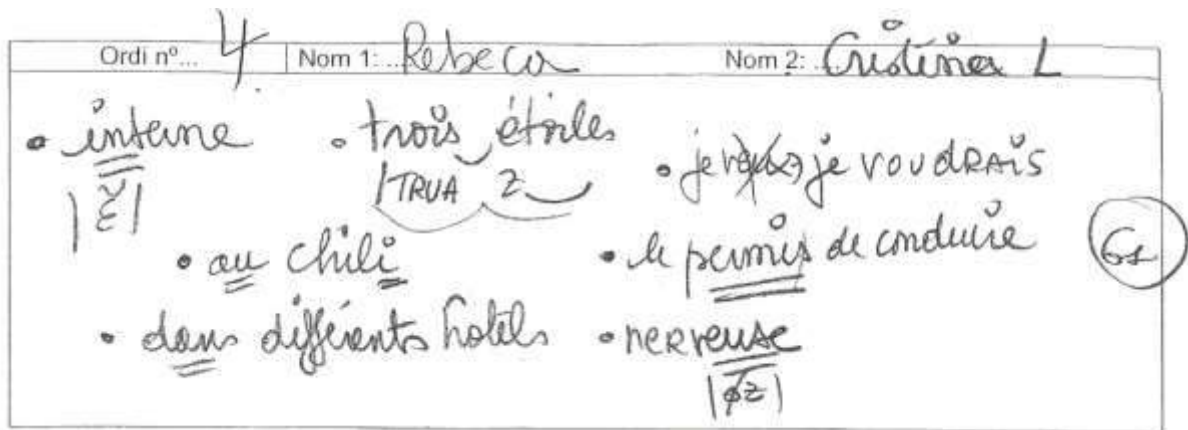 Ordi nº... 4 Nom 1: ... Rebeca Nom 2: Cristina L
• interne • trois étoiles • je veux je voudrais
|ɛ̃| |TRUA Z
• au chili • le permis de conduire
• dans différents hotels • nerveuse
|øz|